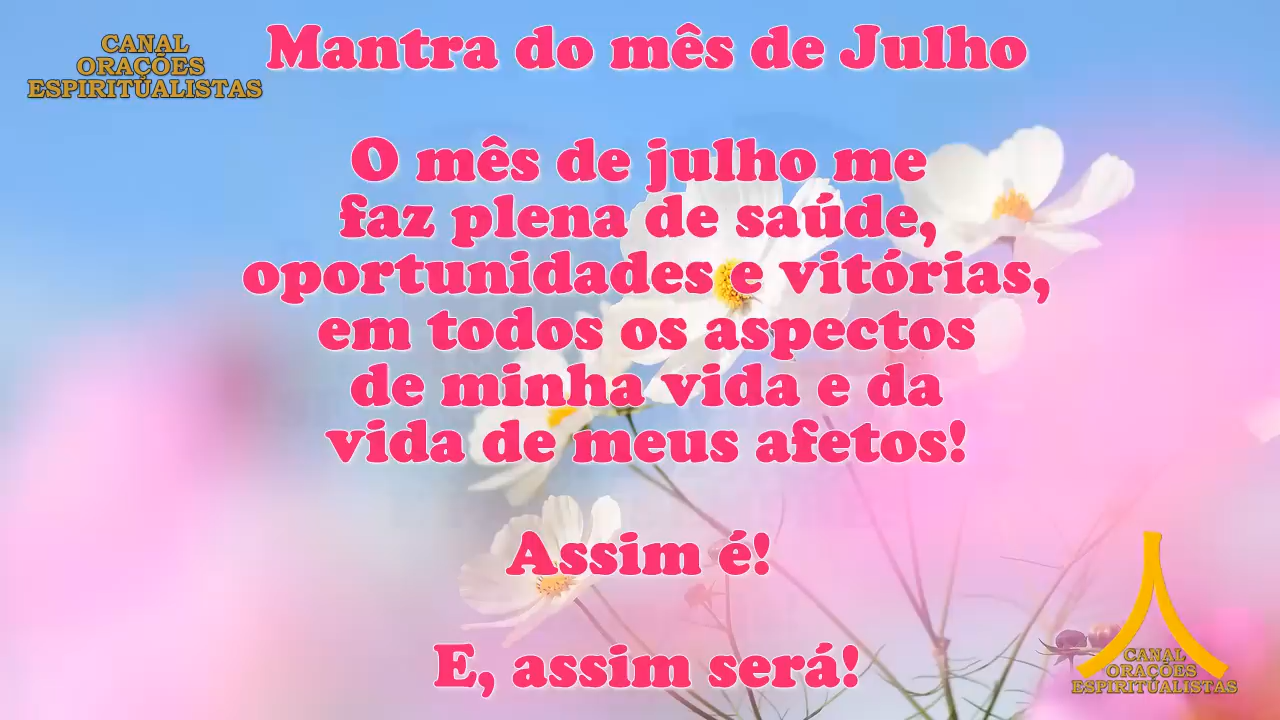 CANAL
ORAÇÕES
ESPIRITUALISTAS
Mantra do mês de Julho
O mês de julho me
faz plena de saúde,
oportunidades e vitórias,
em todos os aspectos
de minha vida e da
vida de meus afetos!
Assim é!
E, assim será!
CANAL
ORAÇÕES
ESPIRITUALISTAS